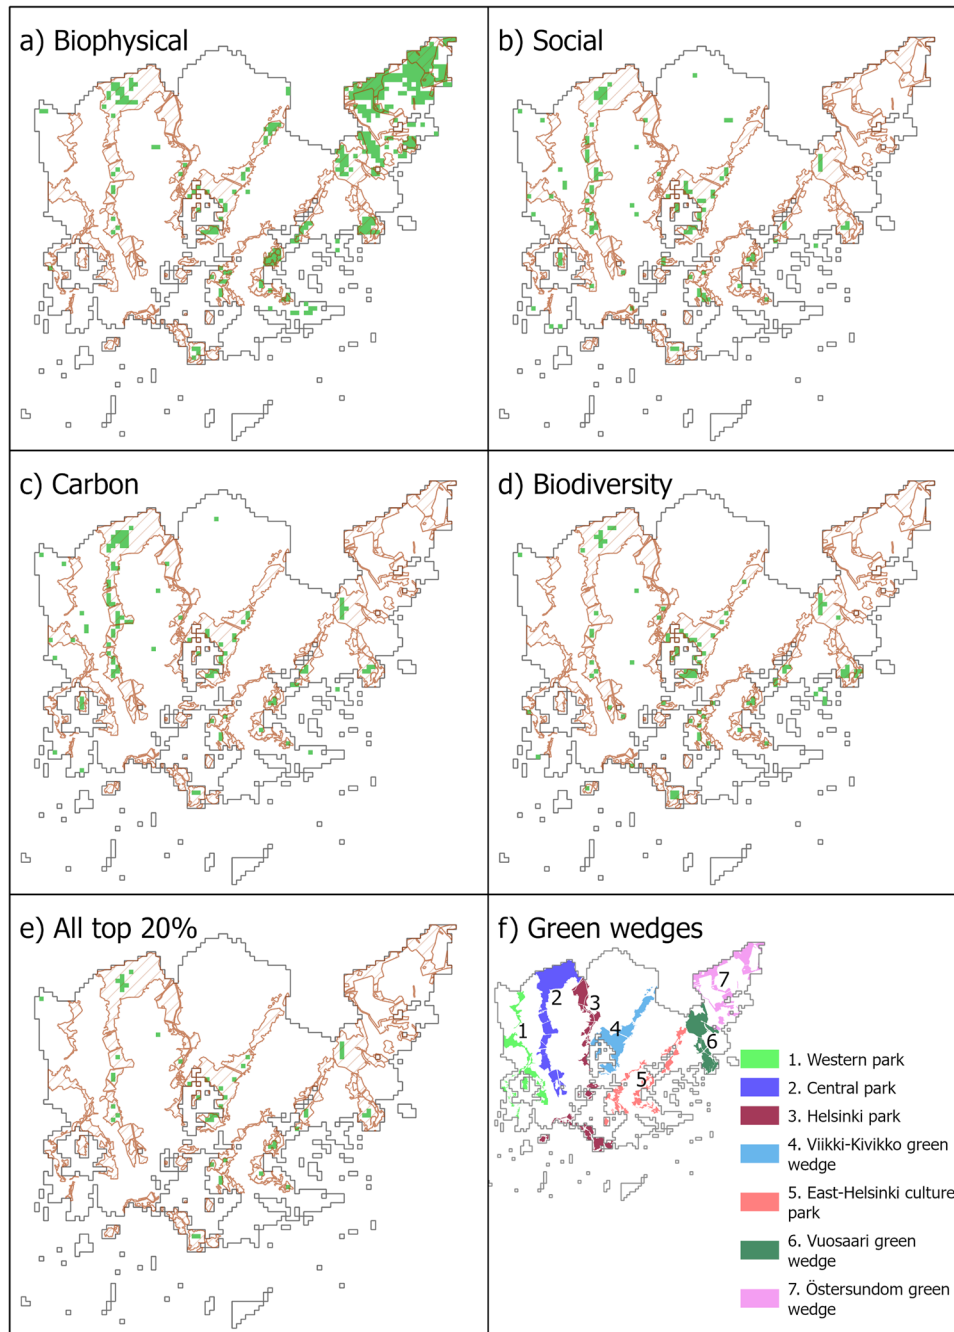 a) Biophysical
b) Social
c) Carbon
d) Biodiversity
e) All top 20%
f) Green wedges
1
2
3
4
5
6
7
1. Western park
2. Central park
3. Helsinki park
4. Viikki-Kivikko green
wedge
5. East-Helsinki culture
park
6. Vuosaari green
wedge
7. Östersundom green
wedge